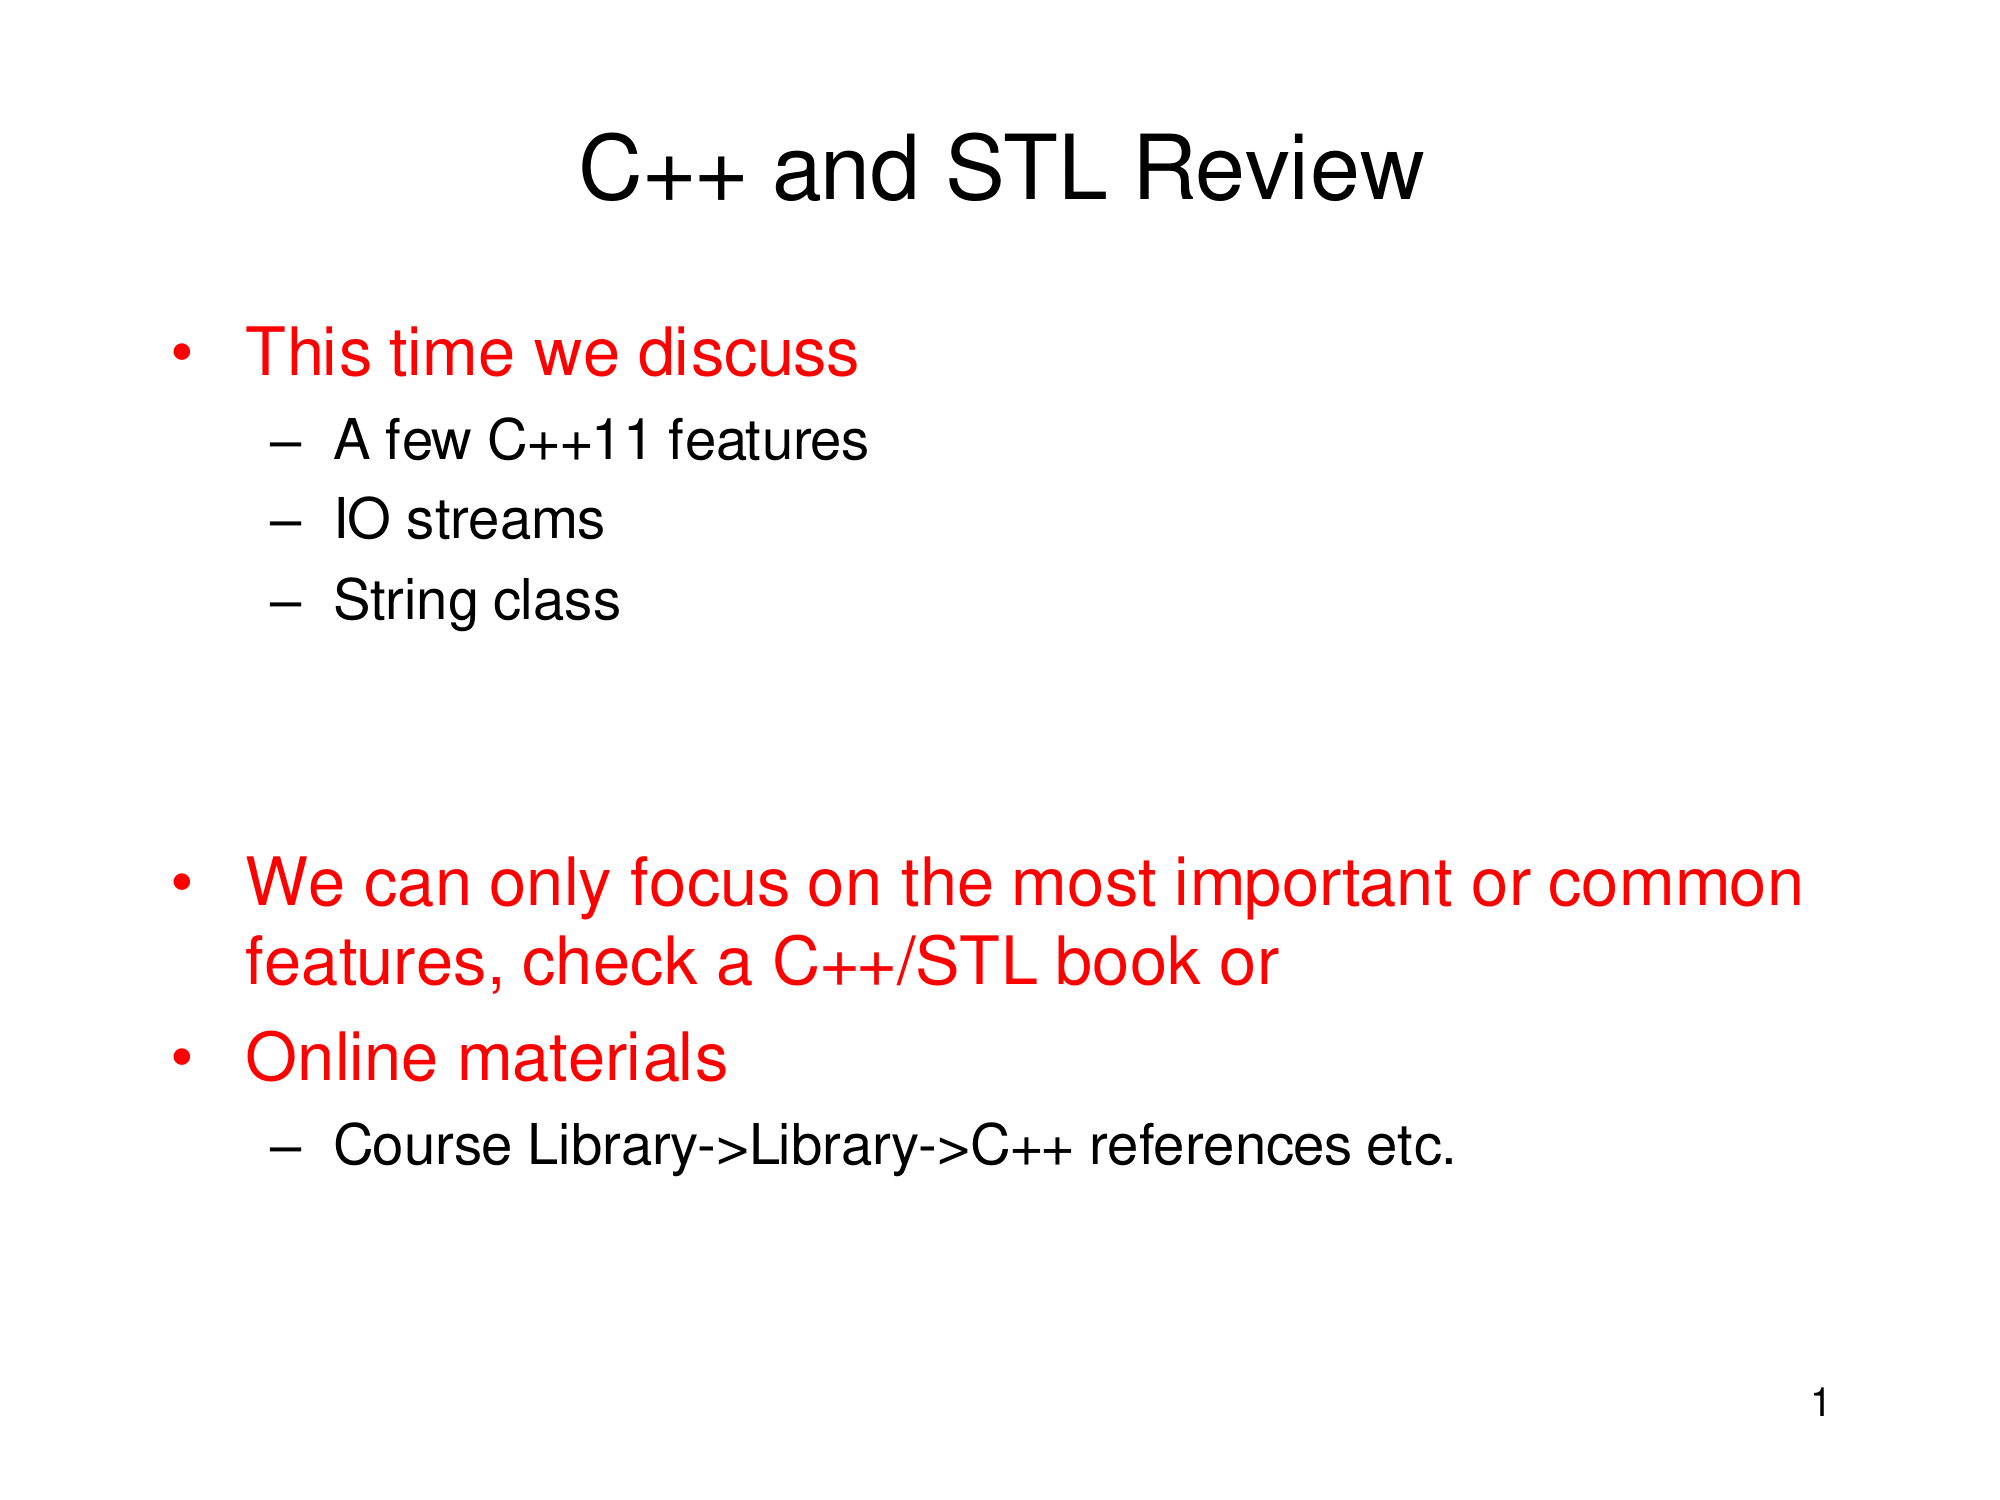 C++ and STL Review
• This time we discuss
– A few C++11 features
– IO streams
– String class
• We can only focus on the most important or common
features, check a C++/STL book or
• Online materials
– Course Library->Library->C++ references etc.
1